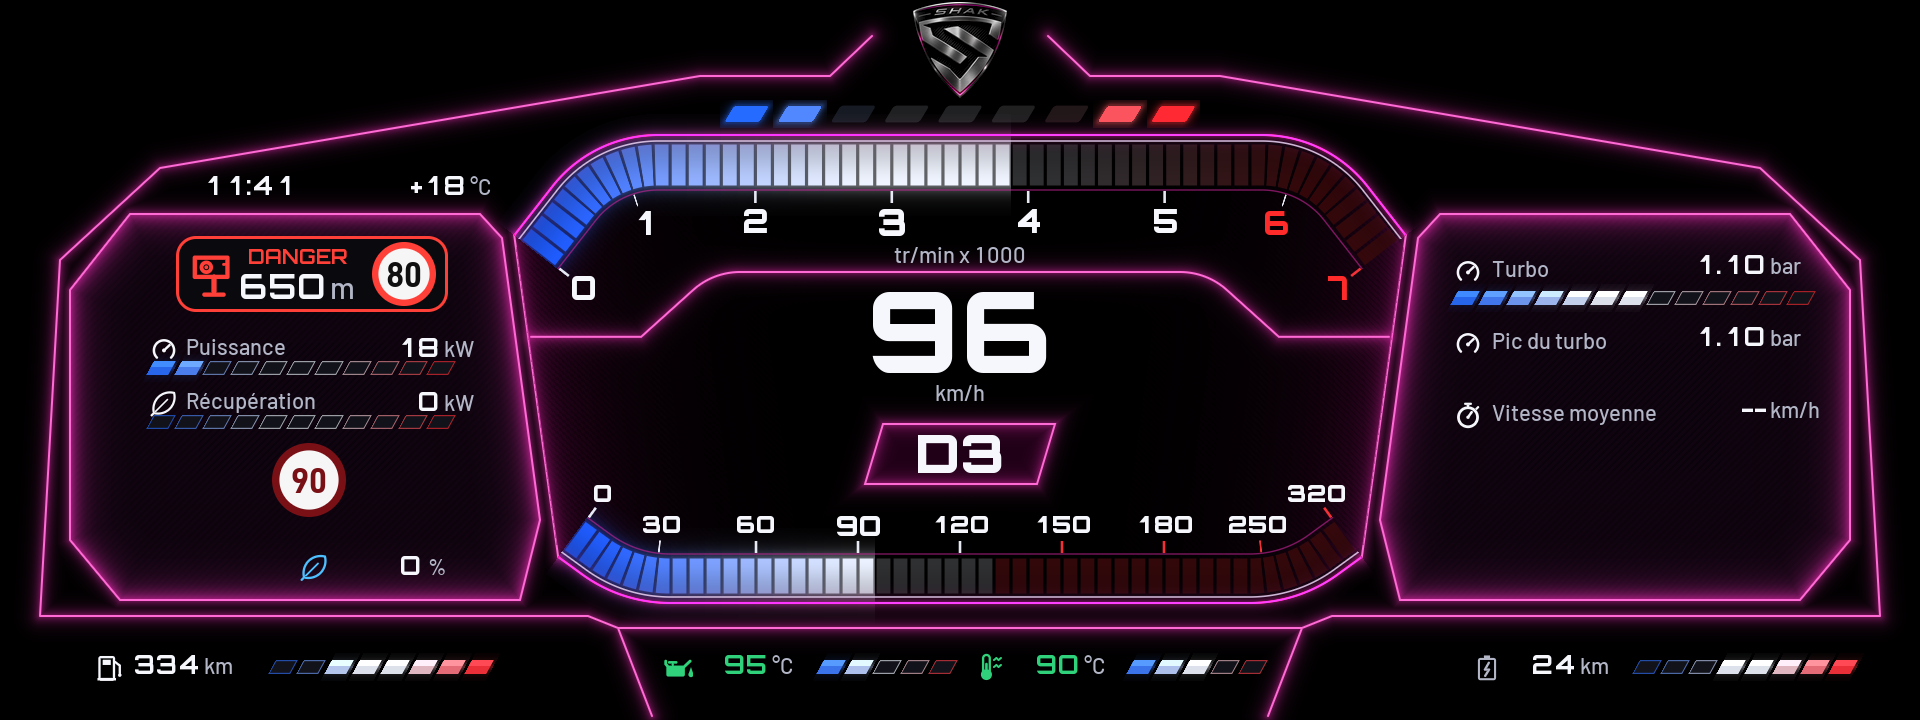 SHAK
11:41 +18 °C
DANGER
650 m
80
1 2 3 4 5 6
0 7
tr/min x 1000
Turbo 1.10 bar
Pic du turbo 1.10 bar
Vitesse moyenne -- km/h
Puissance 18 kW
Récupération 0 kW
90
0 %
96
km/h
D3
0 320
30 60 90 120 150 180 250
334 km
95 °C
90 °C
24 km